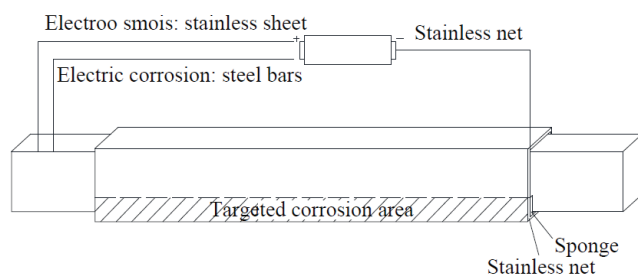 Electroo smois: stainless sheet
+
−
Stainless net
Electric corrosion: steel bars
Targeted corrosion area
Sponge
Stainless net